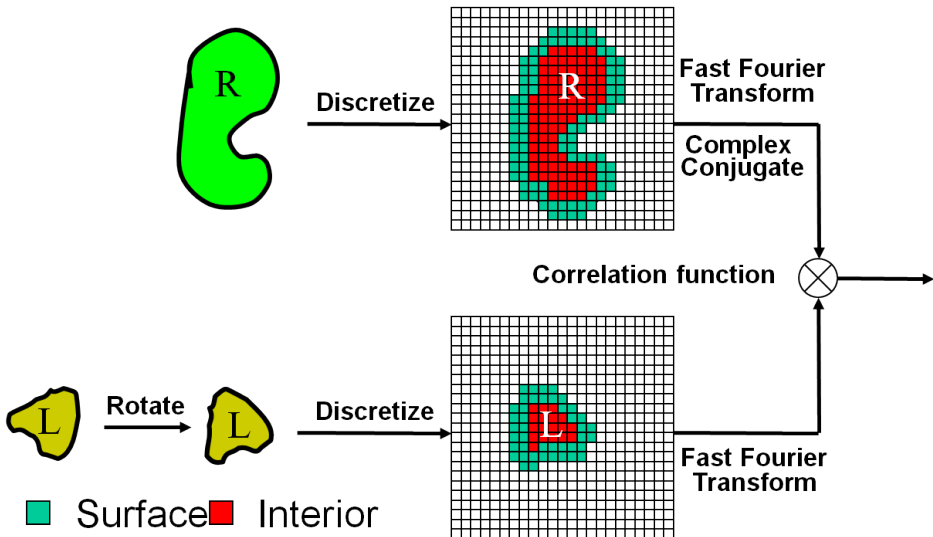 R
Discretize
R
Fast Fourier
Transform
Complex
Conjugate
Correlation function
L
Rotate
L
Discretize
L
Fast Fourier
Transform
Surface Interior